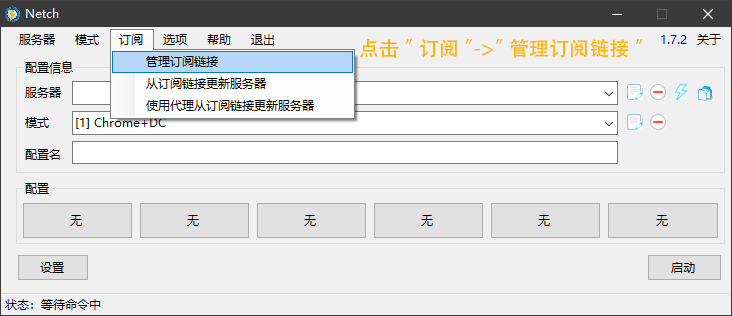 Netch
服务器 模式 订阅 选项 帮助 退出 1.7.2 关于
点击＂订阅＂->＂管理订阅链接＂
管理订阅链接
从订阅链接更新服务器
使用代理从订阅链接更新服务器
配置信息
服务器
模式 [1] Chrome+DC
配置名
配置
无 无 无 无 无 无
设置 启动
状态：等待命令中